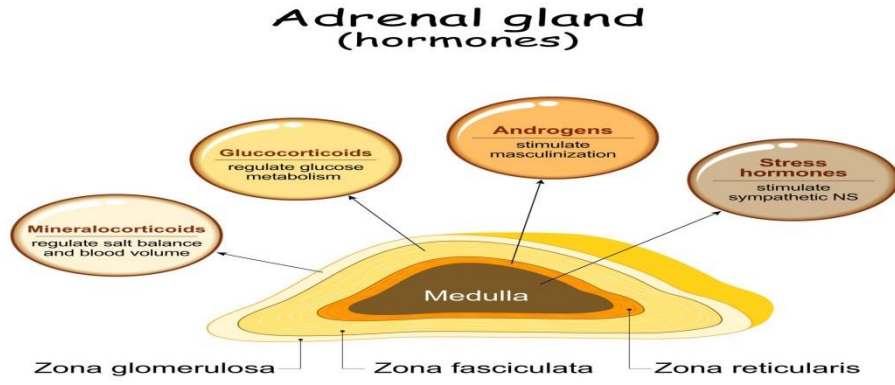 Adrenal gland
(hormones)
Androgens
stimulate
masculinization
Glucocorticoids
regulate glucose
metabolism
Stress
hormones
stimulate
sympathetic NS
Mineralocorticoids
regulate salt balance
and blood volume
Medulla
Zona glomerulosa
Zona fasciculata
Zona reticularis